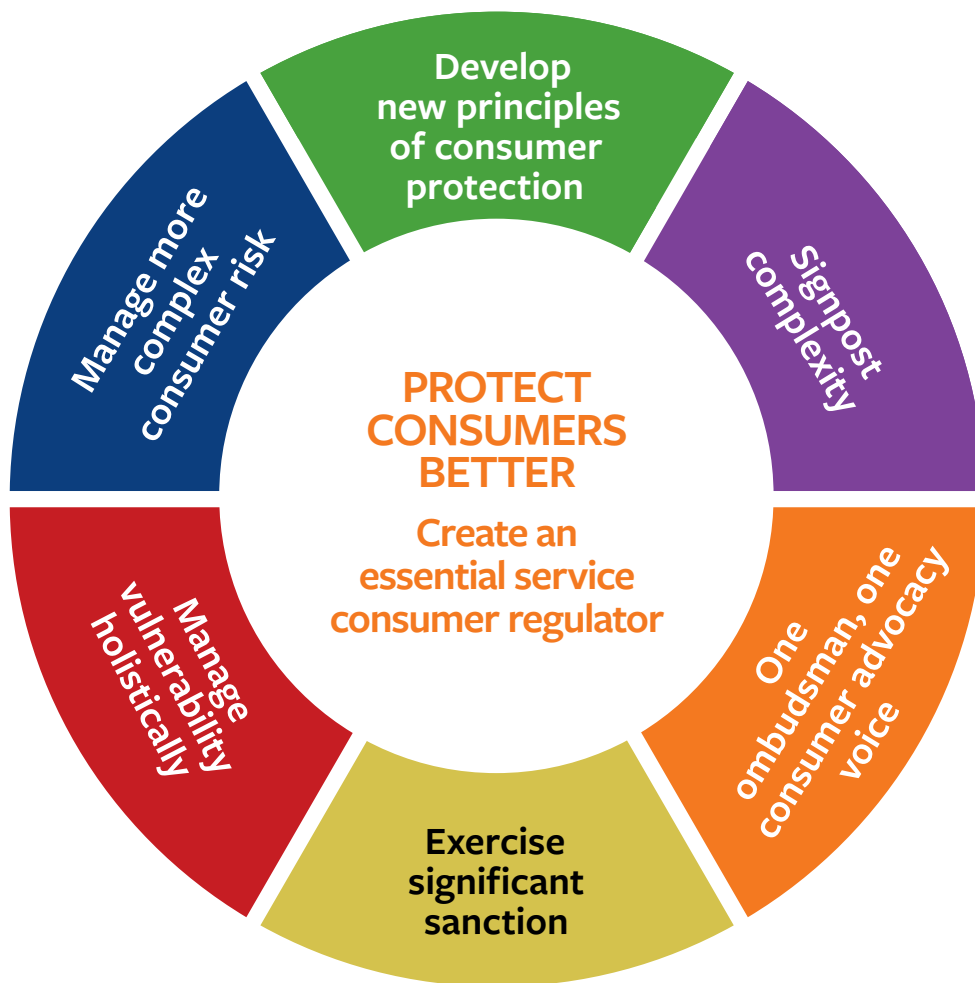 Develop
new principles
of consumer
protection
Signpost
complexity
One
ombudsman, one
consumer advocacy
voice
Exercise
significant
sanction
Manage
vulnerability
holistically
Manage more
complex
consumer risk
PROTECT
CONSUMERS
BETTER
Create an
essential service
consumer regulator